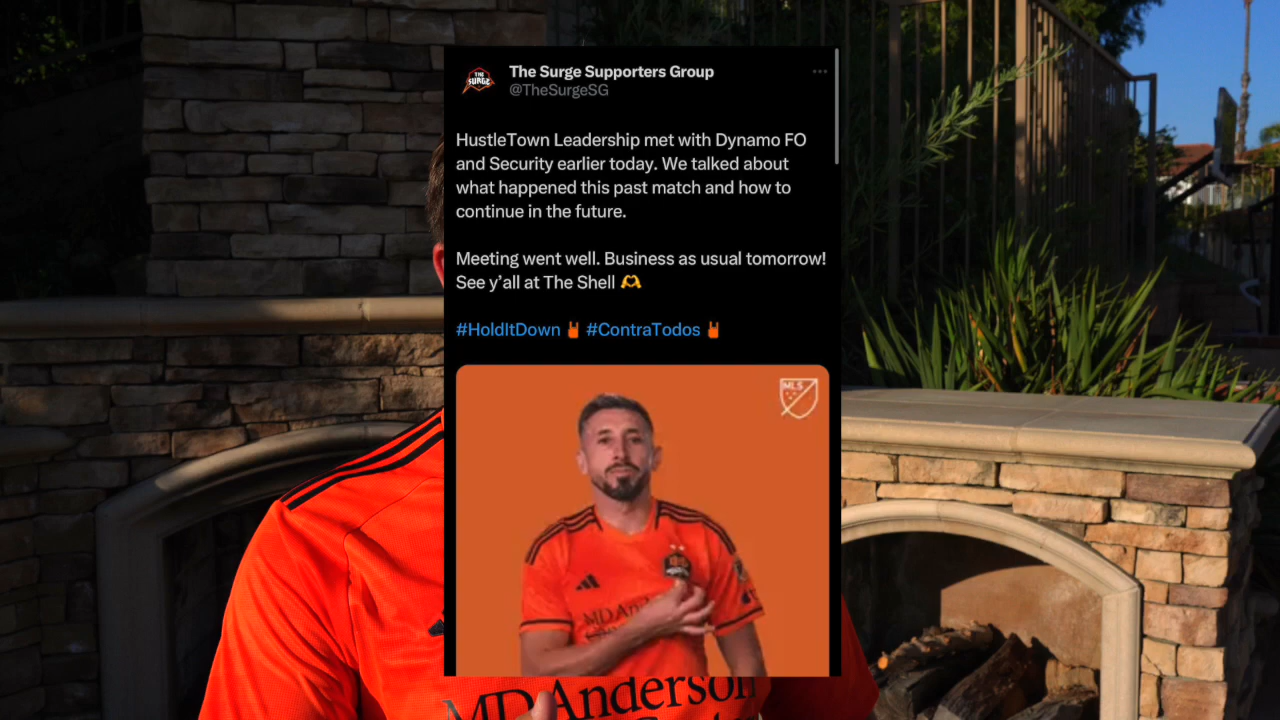 The Surge Supporters Group
@TheSurgeSG
HustleTown Leadership met with Dynamo FO
and Security earlier today. We talked about
what happened this past match and how to
continue in the future.
Meeting went well. Business as usual tomorrow!
See y'all at The Shell 🫶
#HoldItDown 🤘 #ContraTodos 🤘
THE
SURGE
MLS
MD Anderson